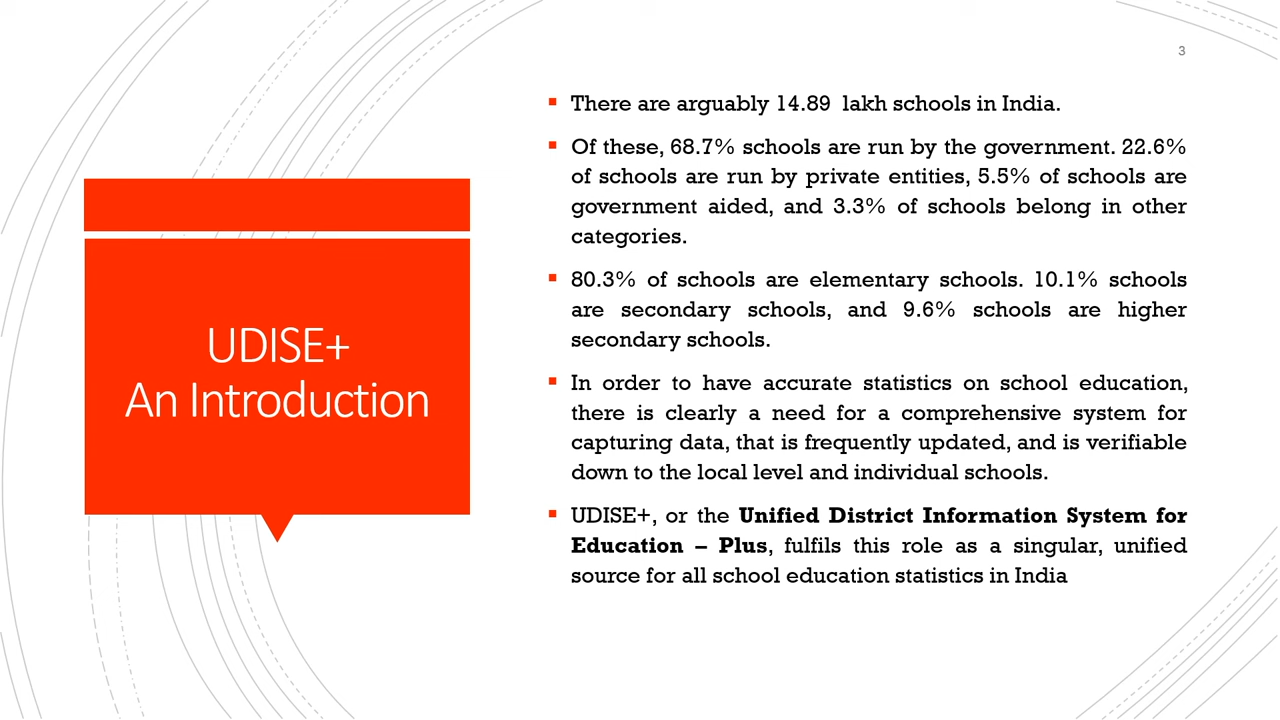 3
UDISE+
An Introduction
▪ There are arguably 14.89 lakh schools in India.
▪ Of these, 68.7% schools are run by the government. 22.6%
of schools are run by private entities, 5.5% of schools are
government aided, and 3.3% of schools belong in other
categories.
▪ 80.3% of schools are elementary schools. 10.1% schools
are secondary schools, and 9.6% schools are higher
secondary schools.
▪ In order to have accurate statistics on school education,
there is clearly a need for a comprehensive system for
capturing data, that is frequently updated, and is verifiable
down to the local level and individual schools.
▪ UDISE+, or the Unified District Information System for
Education – Plus, fulfils this role as a singular, unified
source for all school education statistics in India